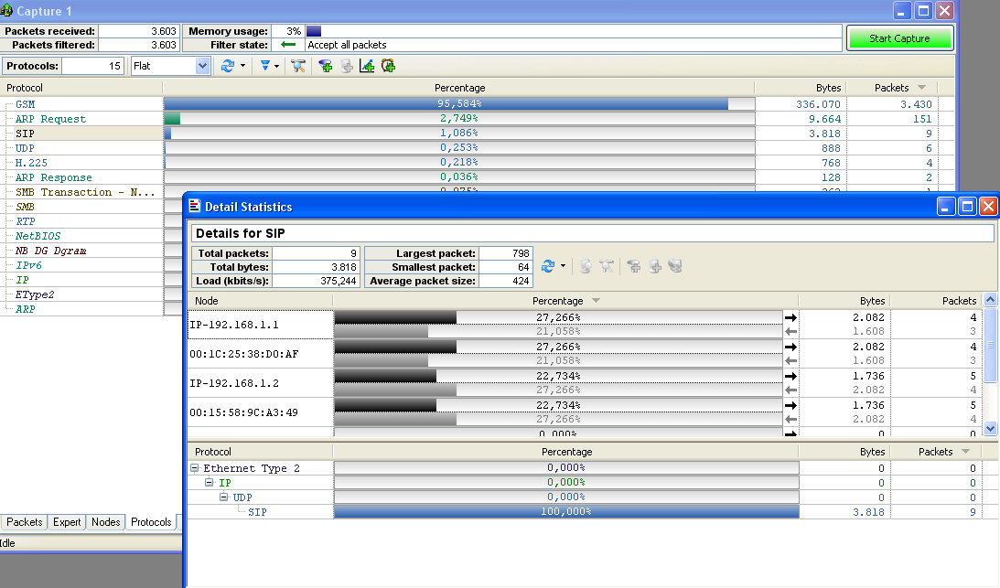 Capture 1
Packets received: 3.603 Memory usage: 3%
Packets filtered: 3.603 Filter state: Accept all packets
Start Capture
Protocols: 15 Flat
Protocol Percentage Bytes Packets
GSM 95,584% 336.070 3.430
ARP Request 2,749% 9.664 151
SIP 1,086% 3.818 9
UDP 0,253% 888 6
H.225 0,218% 768 4
ARP Response 0,036% 128 2
SMB Transaction - N...
SMB
RTP
NetBIOS
NB DG Dgram
IPv6
IP
EType2
ARP
Packets Expert Nodes Protocols
Idle
Detail Statistics
Details for SIP
Total packets: 9 Largest packet: 798
Total bytes: 3.818 Smallest packet: 64
Load (kbits/s): 375,244 Average packet size: 424
Node Percentage Bytes Packets
IP-192.168.1.1 27,266% 2.082 4
21,058% 1.608 3
00:1C:25:38:D0:AF 27,266% 2.082 4
21,058% 1.608 3
IP-192.168.1.2 22,734% 1.736 5
27,266% 2.082 4
00:15:58:9C:A3:49 22,734% 1.736 5
27,266% 2.082 4
0,000% 0 0
Protocol Percentage Bytes Packets
Ethernet Type 2 0,000% 0 0
IP 0,000% 0 0
UDP 0,000% 0 0
SIP 100,000% 3.818 9